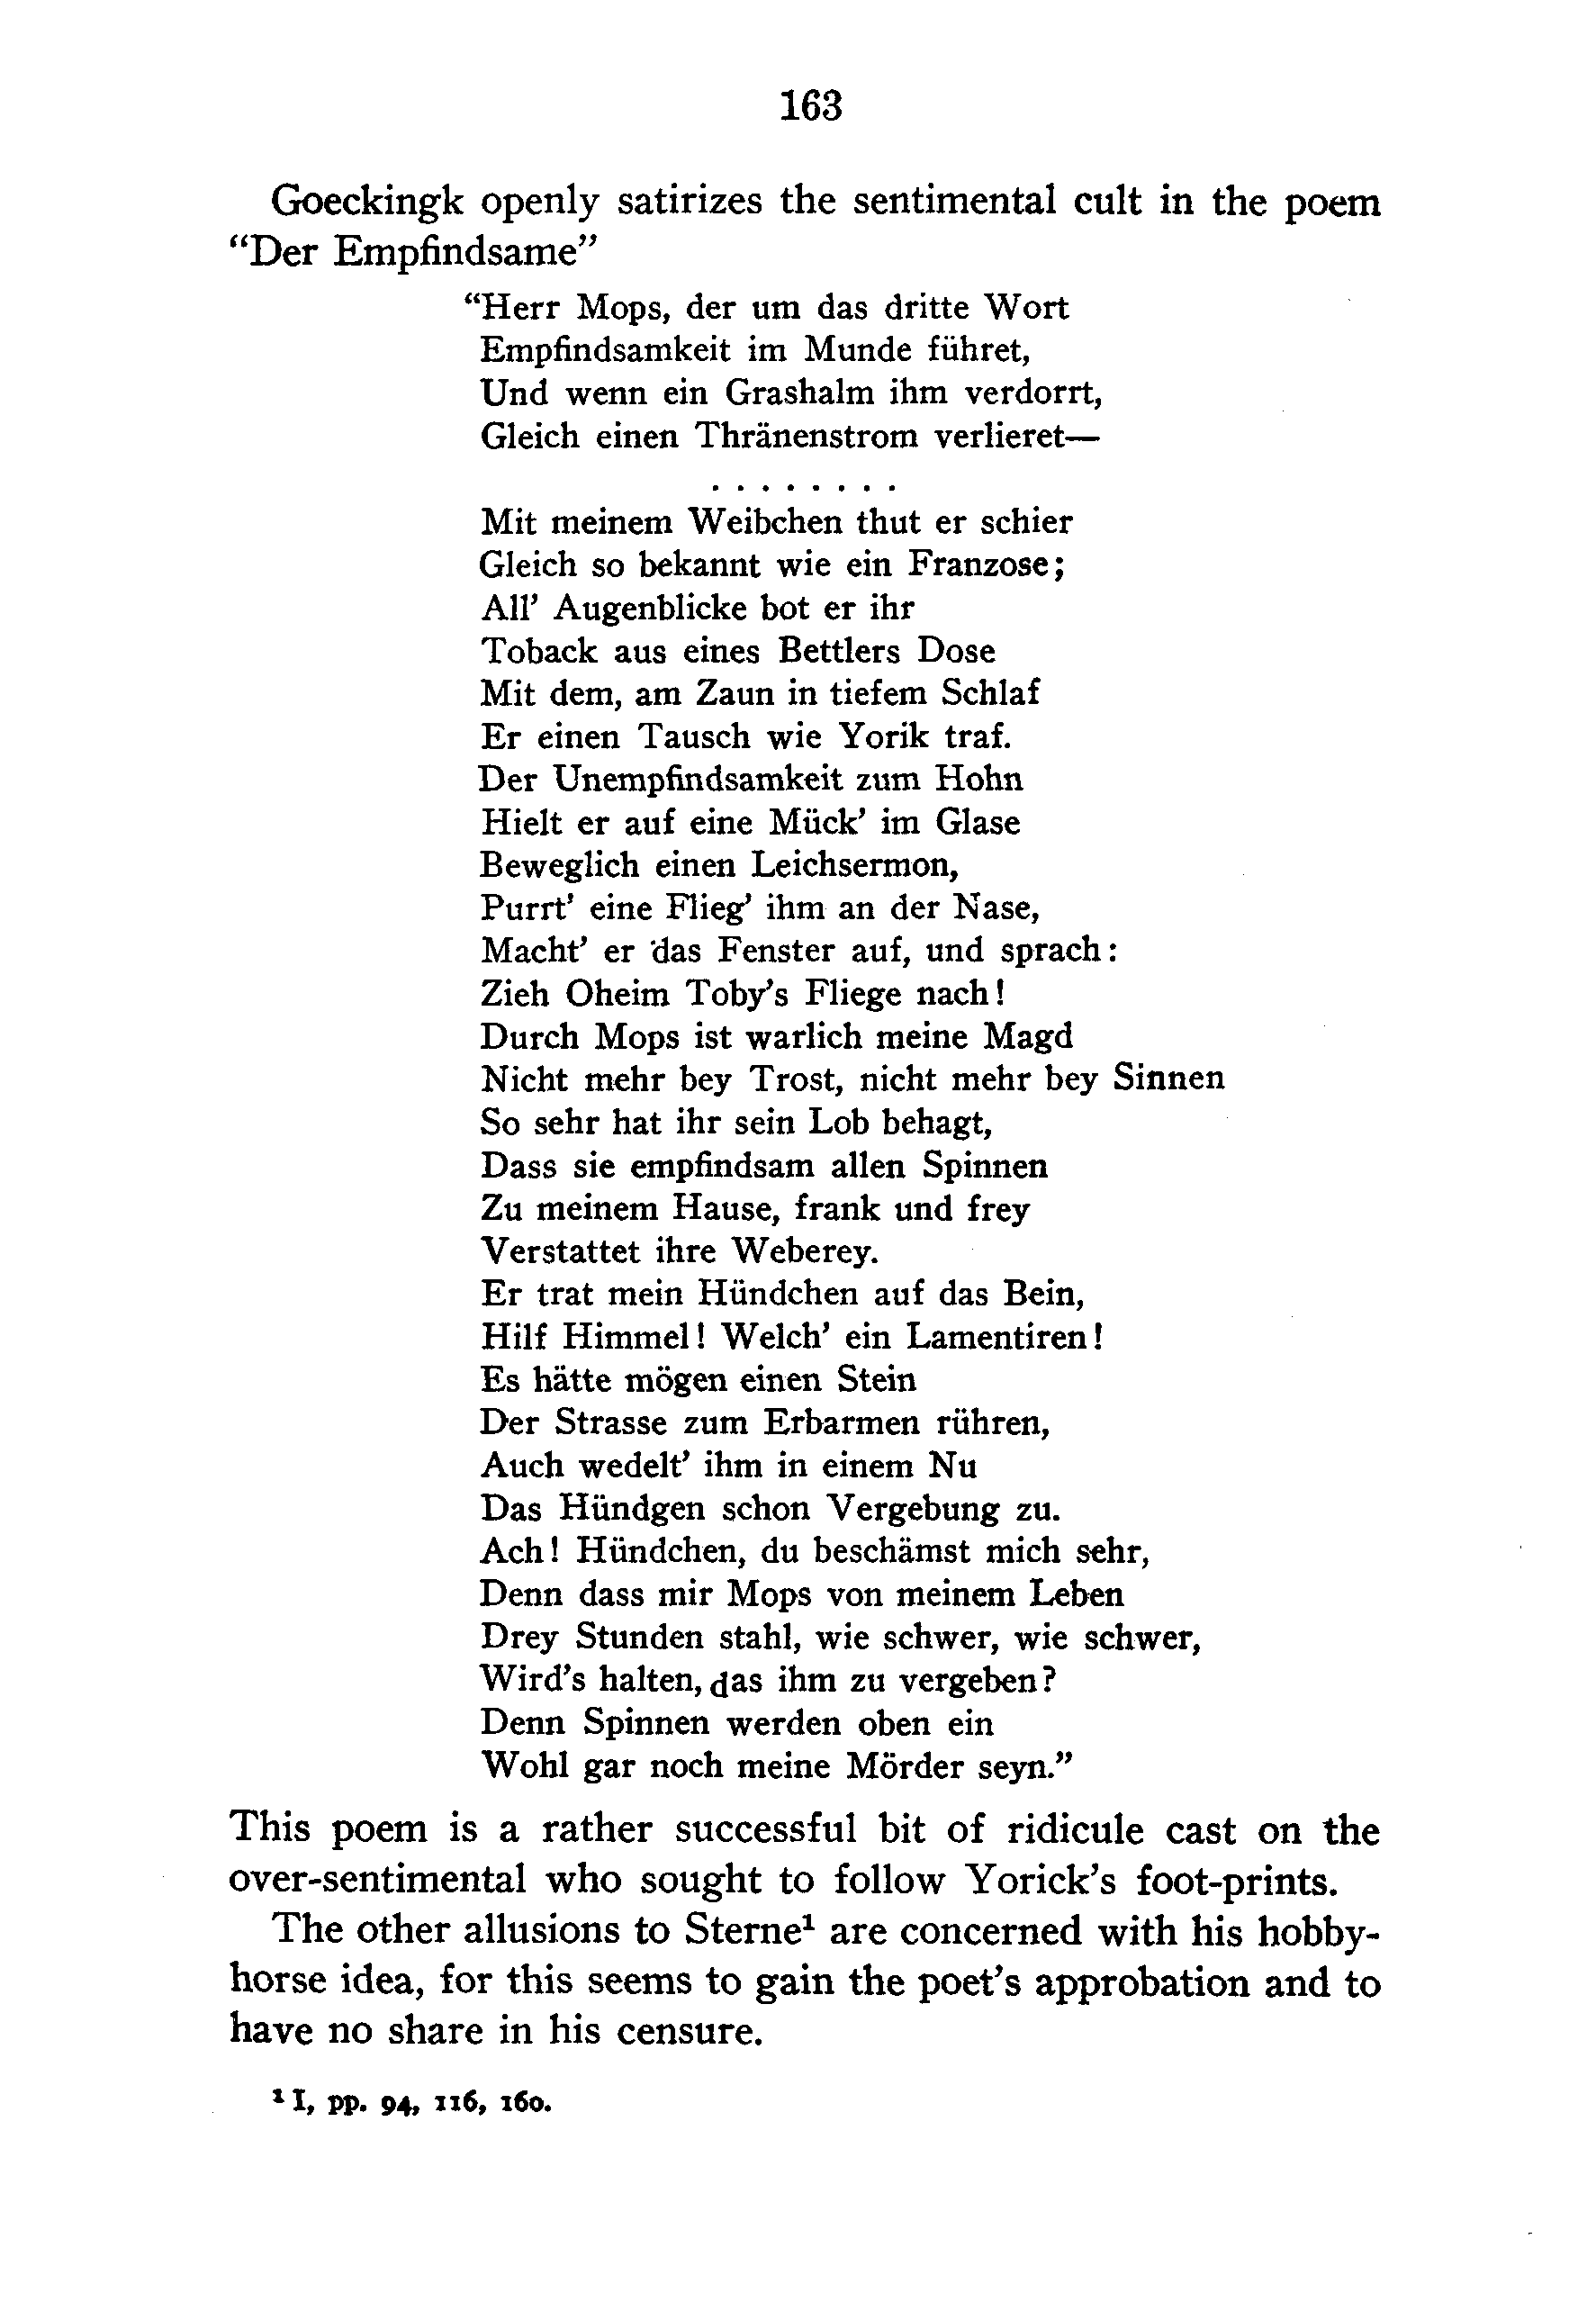 163
Goeckingk openly satirizes the sentimental cult in the poem
“Der Empfindsame”
“Herr Mops, der um das dritte Wort
Empfindsamkeit im Munde führet,
Und wenn ein Grashalm ihm verdorrt,
Gleich einen Thränenstrom verlieret—
. . . . . . . .
Mit meinem Weibchen thut er schier
Gleich so bekannt wie ein Franzose;
All’ Augenblicke bot er ihr
Toback aus eines Bettlers Dose
Mit dem, am Zaun in tiefem Schlaf
Er einen Tausch wie Yorik traf.
Der Unempfindsamkeit zum Hohn
Hielt er auf eine Mück’ im Glase
Beweglich einen Leichsermon,
Purrt’ eine Flieg’ ihm an der Nase,
Macht’ er das Fenster auf, und sprach:
Zieh Oheim Toby’s Fliege nach!
Durch Mops ist warlich meine Magd
Nicht mehr bey Trost, nicht mehr bey Sinnen
So sehr hat ihr sein Lob behagt,
Dass sie empfindsam allen Spinnen
Zu meinem Hause, frank und frey
Verstattet ihre Weberey.
Er trat mein Hündchen auf das Bein,
Hilf Himmel! Welch’ ein Lamentiren!
Es hätte mögen einen Stein
Der Strasse zum Erbarmen rühren,
Auch wedelt’ ihm in einem Nu
Das Hündgen schon Vergebung zu.
Ach! Hündchen, du beschämst mich sehr,
Denn dass mir Mops von meinem Leben
Drey Stunden stahl, wie schwer, wie schwer,
Wird’s halten, das ihm zu vergeben?
Denn Spinnen werden oben ein
Wohl gar noch meine Mörder seyn.”
This poem is a rather successful bit of ridicule cast on the
over-sentimental who sought to follow Yorick’s foot-prints.
The other allusions to Sterne¹ are concerned with his hobby-
horse idea, for this seems to gain the poet’s approbation and to
have no share in his censure.
¹ I, pp. 94, 116, 160.